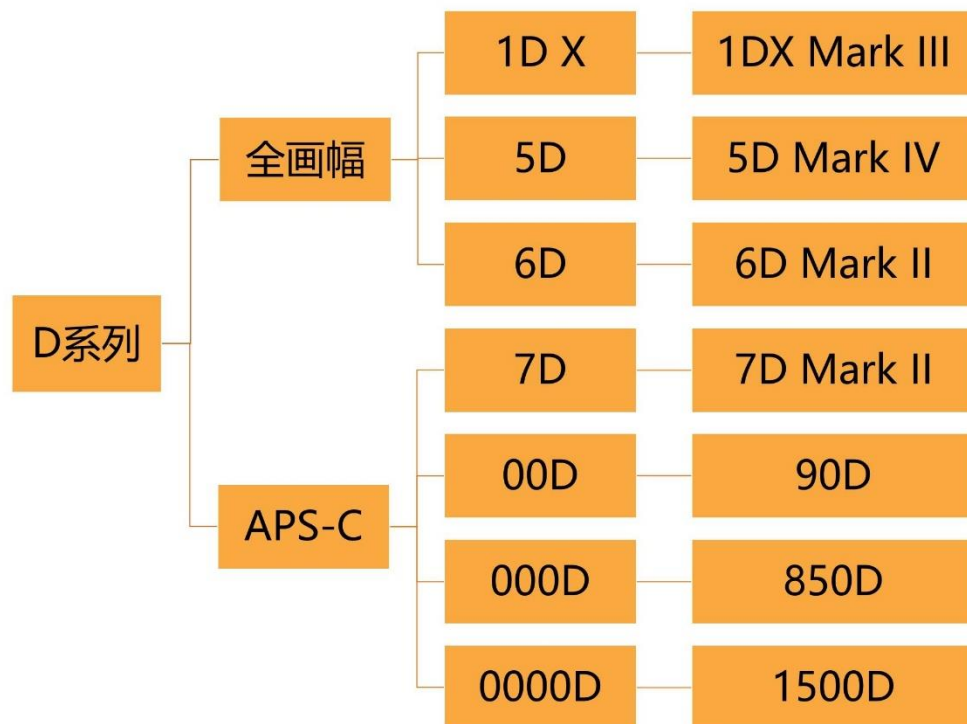 D系列
全画幅
1D X
1DX Mark III
5D
5D Mark IV
6D
6D Mark II
APS-C
7D
7D Mark II
00D
90D
000D
850D
0000D
1500D